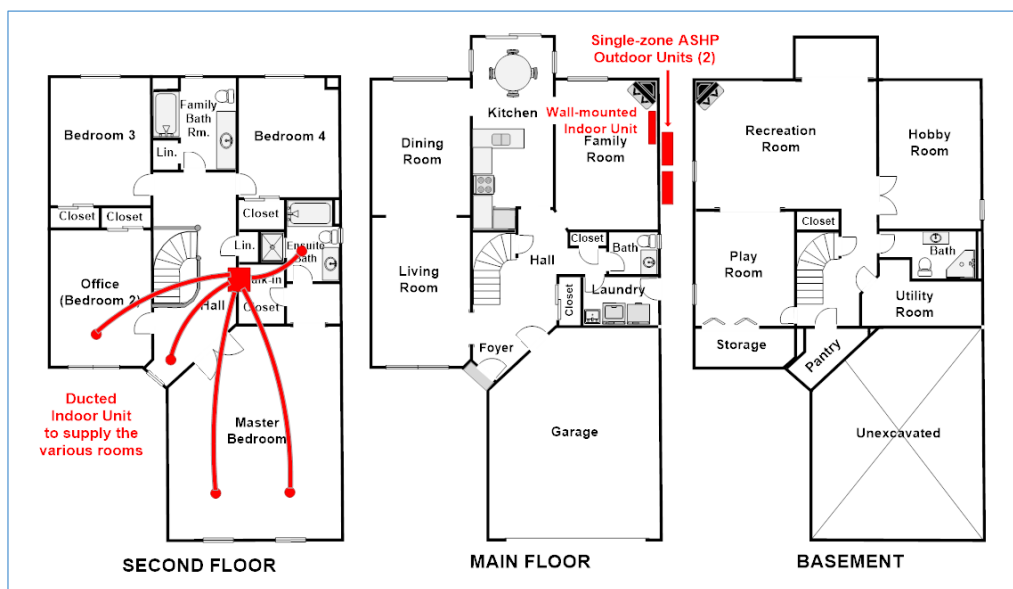 Bedroom 3
Family
Bath
Rm.
Lin.
Bedroom 4
Closet
Closet
Closet
Lin.
Ensuite
Bath
Office
(Bedroom 2)
Hall
Walk-in
Closet
Ducted
Indoor Unit
to supply the
various rooms
Master
Bedroom
SECOND FLOOR
Single-zone ASHP
Outdoor Units (2)
Kitchen
Wall-mounted
Indoor Unit
Family
Room
Dining
Room
Closet
Bath
Hall
Living
Room
Laundry
Closet
Foyer
Garage
MAIN FLOOR
Recreation
Room
Hobby
Room
Closet
Bath
Play
Room
Utility
Room
Storage
Pantry
Unexcavated
BASEMENT